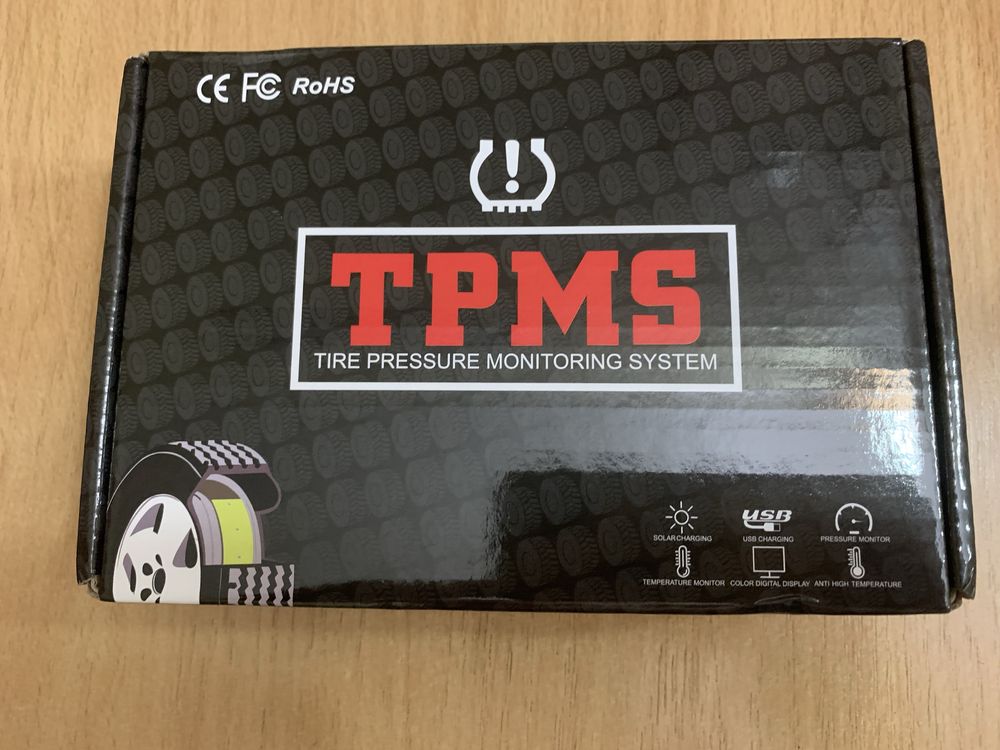 CE FC RoHS
TPMS
TIRE PRESSURE MONITORING SYSTEM
SOLAR CHARGING
USB
USB CHARGING
PRESSURE MONITOR
TEMPERATURE MONITOR
COLOR DIGITAL DISPLAY
ANTI HIGH TEMPERATURE